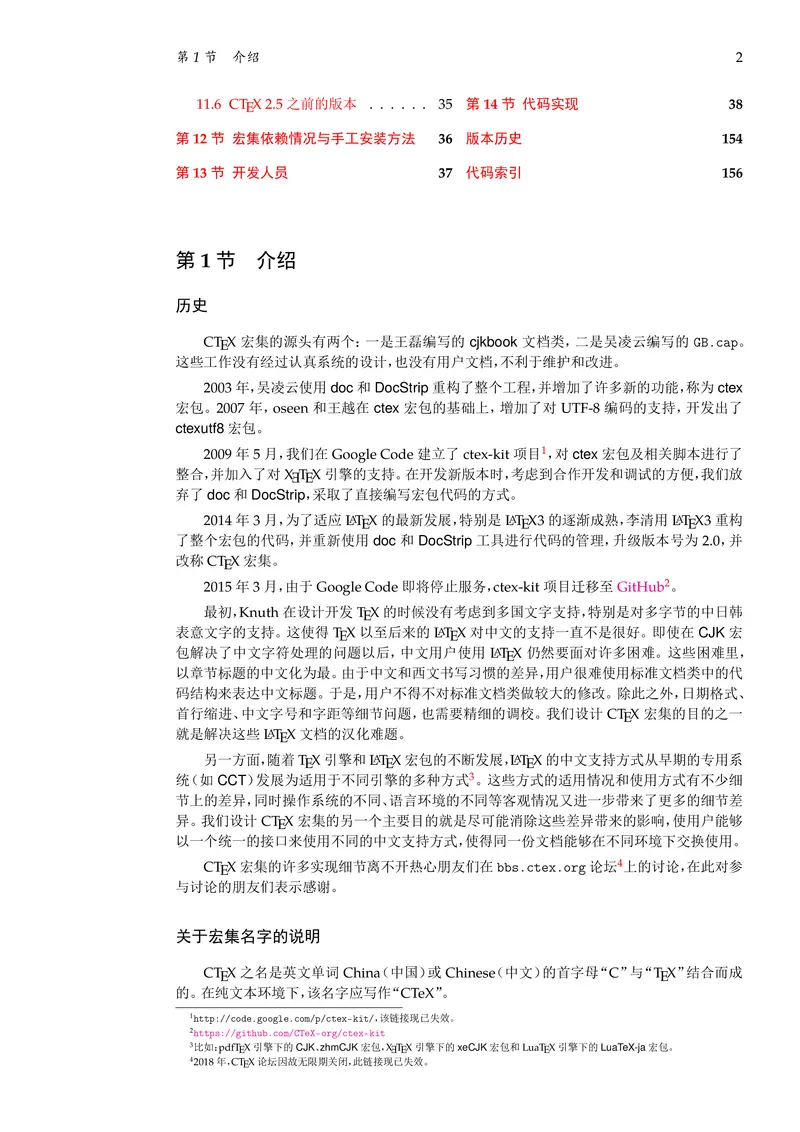 第 1 节　介绍 2
11.6 CTEX 2.5 之前的版本 . . . . . . 35
第 12 节 宏集依赖情况与手工安装方法 36
第 13 节 开发人员 37
第 14 节 代码实现 38
版本历史 154
代码索引 156
第 1 节　介绍
历史
CTEX 宏集的源头有两个：一是王磊编写的 cjkbook 文档类，二是吴凌云编写的 GB.cap。
这些工作没有经过认真系统的设计，也没有用户文档，不利于维护和改进。
2003 年，吴凌云使用 doc 和 DocStrip 重构了整个工程，并增加了许多新的功能，称为 ctex
宏包。2007 年，oseen 和王越在 ctex 宏包的基础上，增加了对 UTF-8 编码的支持，开发出了
ctexutf8 宏包。
2009 年 5 月，我们在 Google Code 建立了 ctex-kit 项目1，对 ctex 宏包及相关脚本进行了
整合，并加入了对 XETEX 引擎的支持。在开发新版本时，考虑到合作开发和调试的方便，我们放
弃了 doc 和 DocStrip，采取了直接编写宏包代码的方式。
2014 年 3 月，为了适应 LATEX 的最新发展，特别是 LATEX3 的逐渐成熟，李清用 LATEX3 重构
了整个宏包的代码，并重新使用 doc 和 DocStrip 工具进行代码的管理，升级版本号为 2.0，并
改称 CTEX 宏集。
2015 年 3 月，由于 Google Code 即将停止服务，ctex-kit 项目迁移至 GitHub2。
最初，Knuth 在设计开发 TEX 的时候没有考虑到多国文字支持，特别是对多字节的中日韩
表意文字的支持。这使得 TEX 以至后来的 LATEX 对中文的支持一直不是很好。即使在 CJK 宏
包解决了中文字符处理的问题以后，中文用户使用 LATEX 仍然要面对许多困难。这些困难里，
以章节标题的中文化为最。由于中文和西文书写习惯的差异，用户很难使用标准文档类中的代
码结构来表达中文标题。于是，用户不得不对标准文档类做较大的修改。除此之外，日期格式、
首行缩进、中文字号和字距等细节问题，也需要精细的调校。我们设计 CTEX 宏集的目的之一
就是解决这些 LATEX 文档的汉化难题。
另一方面，随着 TEX 引擎和 LATEX 宏包的不断发展，LATEX 的中文支持方式从早期的专用系
统（如 CCT）发展为适用于不同引擎的多种方式3。这些方式的适用情况和使用方式有不少细
节上的差异，同时操作系统的不同、语言环境的不同等客观情况又进一步带来了更多的细节差
异。我们设计 CTEX 宏集的另一个主要目的就是尽可能消除这些差异带来的影响，使用户能够
以一个统一的接口来使用不同的中文支持方式，使得同一份文档能够在不同环境下交换使用。
CTEX 宏集的许多实现细节离不开热心朋友们在 bbs.ctex.org 论坛4上的讨论，在此对参
与讨论的朋友们表示感谢。
关于宏集名字的说明
CTEX 之名是英文单词 China（中国）或 Chinese（中文）的首字母“C”与“TEX”结合而成
的。在纯文本环境下，该名字应写作“CTeX”。
1http://code.google.com/p/ctex-kit/，该链接现已失效。
2https://github.com/CTeX-org/ctex-kit
3比如：pdfTEX 引擎下的 CJK、zhmCJK 宏包，XETEX 引擎下的 xeCJK 宏包和 LuaTEX 引擎下的 LuaTeX-ja 宏包。
42018 年，CTEX 论坛因故无限期关闭，此链接现已失效。